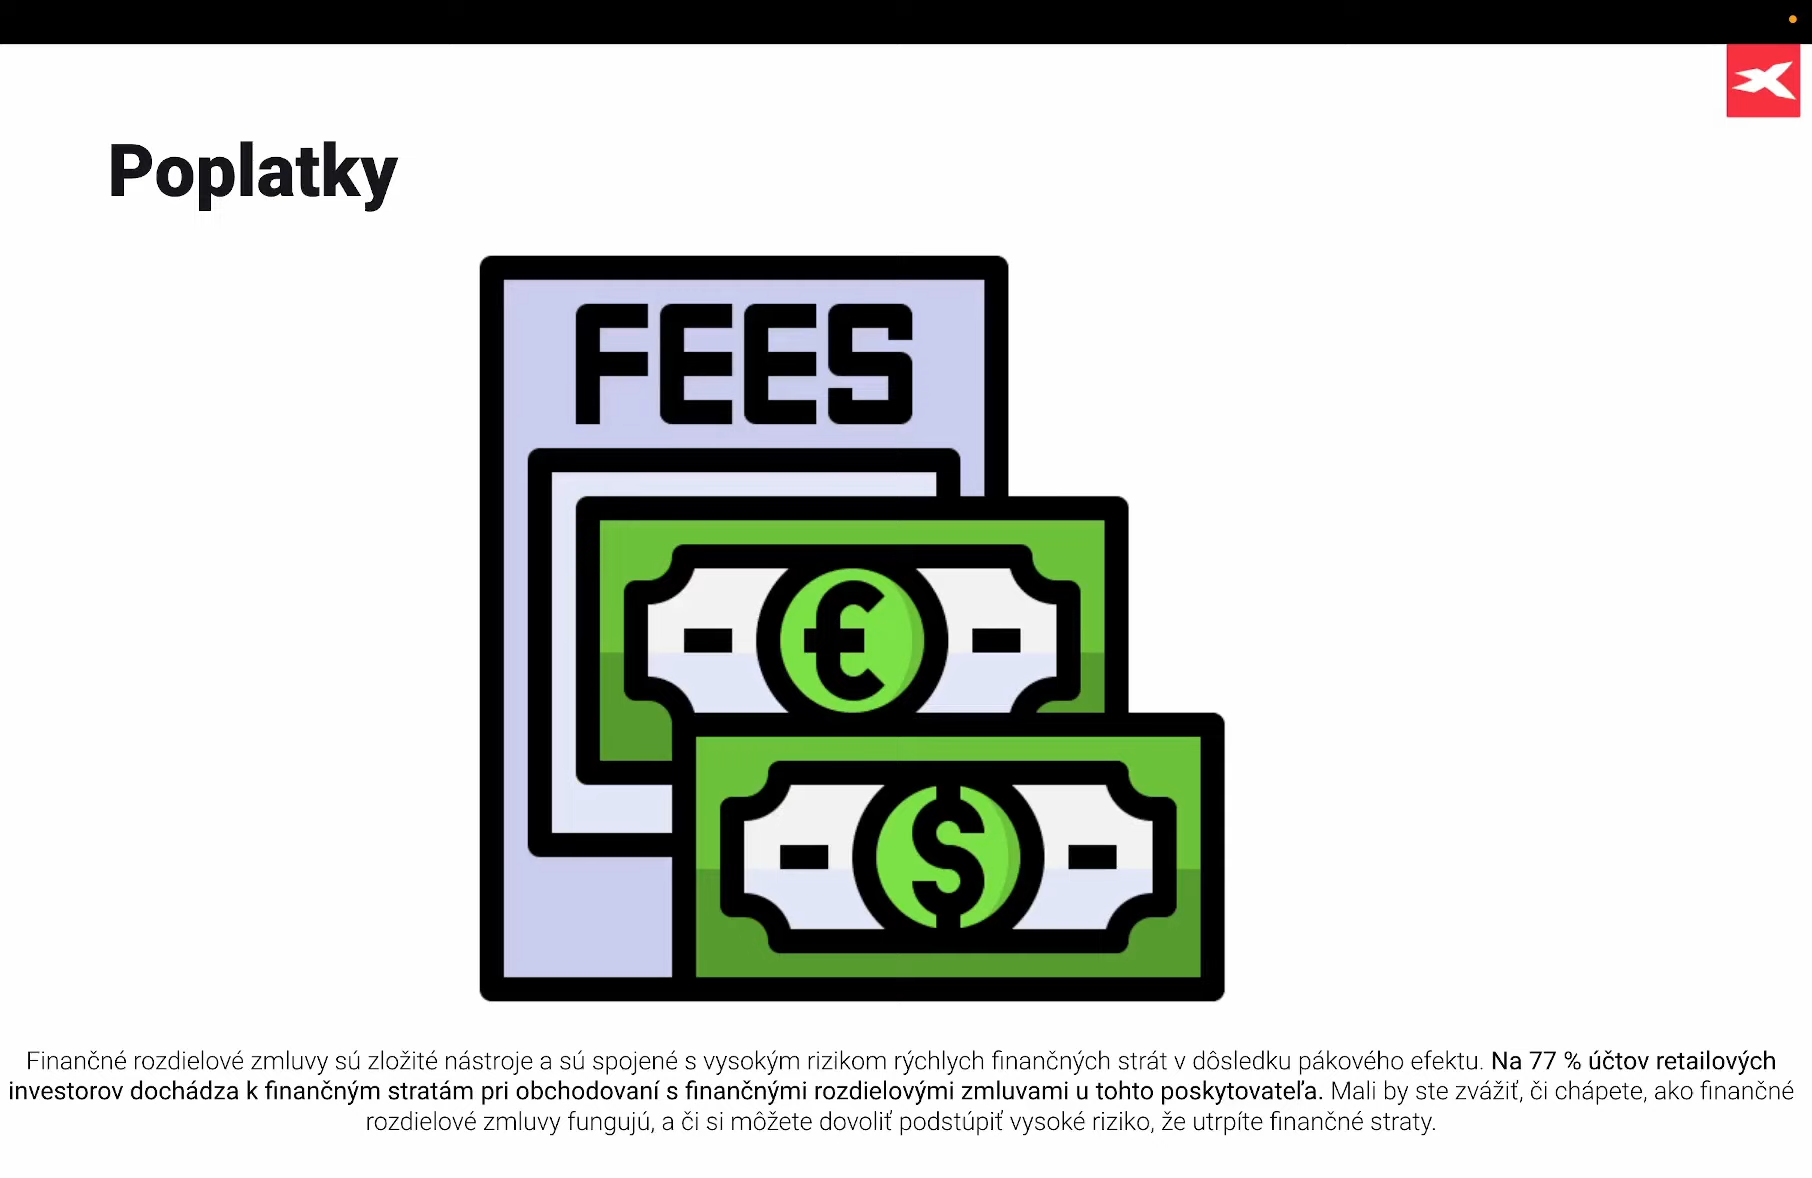 Poplatky
FEES
€
$
Finančné rozdielové zmluvy sú zložité nástroje a sú spojené s vysokým rizikom rýchlych finančných strát v dôsledku pákového efektu. Na 77 % účtov retailových
investorov dochádza k finančným stratám pri obchodovaní s finančnými rozdielovými zmluvami u tohto poskytovateľa. Mali by ste zvážiť, či chápete, ako finančné
rozdielové zmluvy fungujú, a či si môžete dovoliť podstúpiť vysoké riziko, že utrpíte finančné straty.